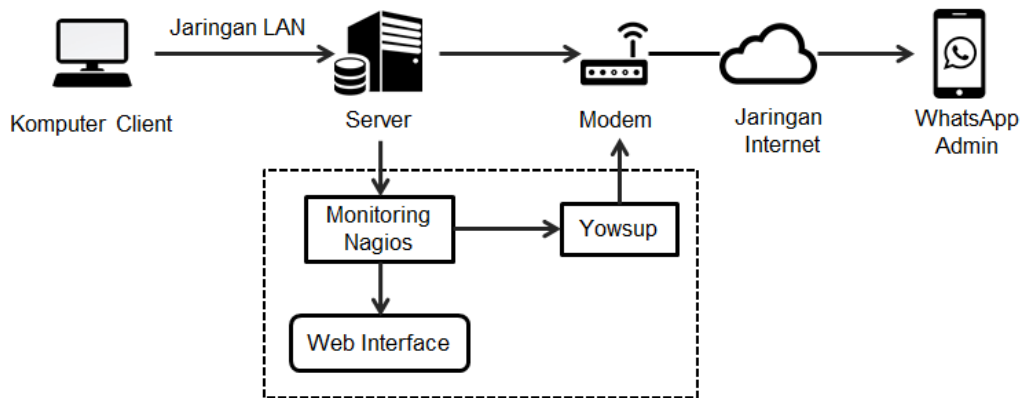 Jaringan LAN
Komputer Client
Server
Modem
Jaringan
Internet
WhatsApp
Admin
Monitoring
Nagios
Yowsup
Web Interface